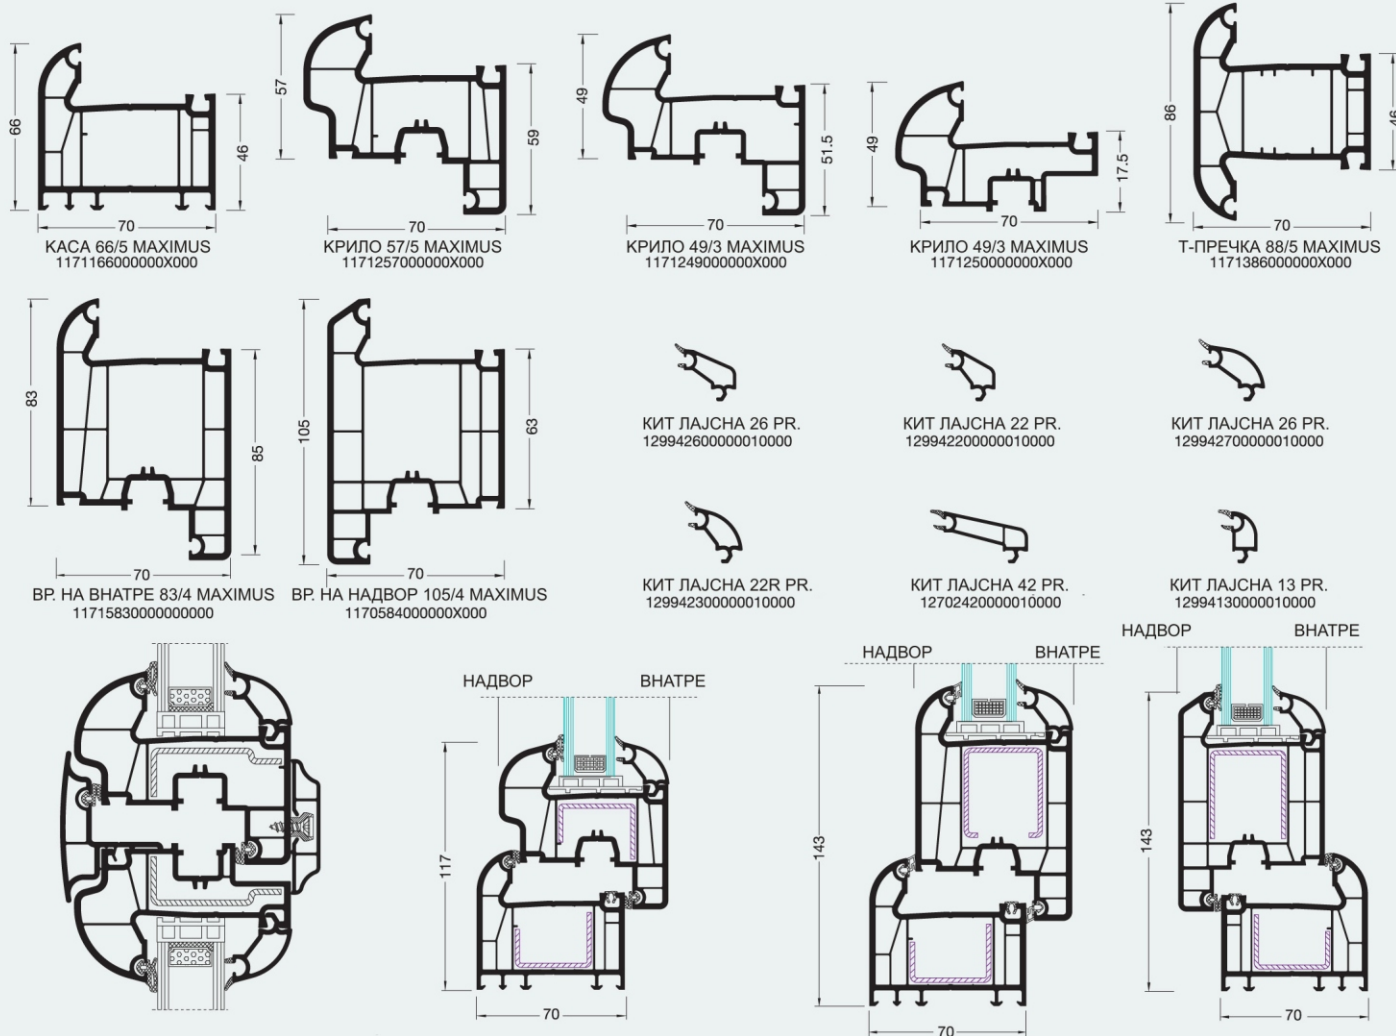 66
46
70
КАСА 66/5 MAXIMUS
1171166000000X000
57
59
70
КРИЛО 57/5 MAXIMUS
1171257000000X000
49
51.5
70
КРИЛО 49/3 MAXIMUS
1171249000000X000
49
17.5
70
КРИЛО 49/3 MAXIMUS
1171250000000X000
86
46
70
Т-ПРЕЧКА 88/5 MAXIMUS
1171386000000X000
83
85
70
ВР. НА ВНАТРЕ 83/4 MAXIMUS
11715830000000000
105
63
70
ВР. НА НАДВОР 105/4 MAXIMUS
1170584000000X000
КИТ ЛАЈСНА 26 PR.
129942600000010000
КИТ ЛАЈСНА 22 PR.
129942200000010000
КИТ ЛАЈСНА 26 PR.
129942700000010000
КИТ ЛАЈСНА 22R PR.
129942300000010000
КИТ ЛАЈСНА 42 PR.
12702420000010000
КИТ ЛАЈСНА 13 PR.
12994130000010000
НАДВОР
ВНАТРЕ
117
70
НАДВОР
ВНАТРЕ
143
70
НАДВОР
ВНАТРЕ
143
70